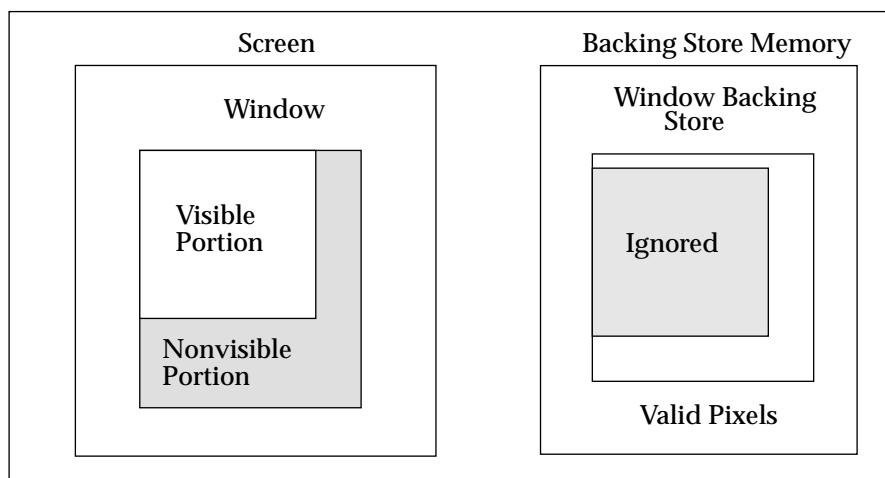 Screen
Window
Visible
Portion
Nonvisible
Portion
Backing Store Memory
Window Backing
Store
Ignored
Valid Pixels